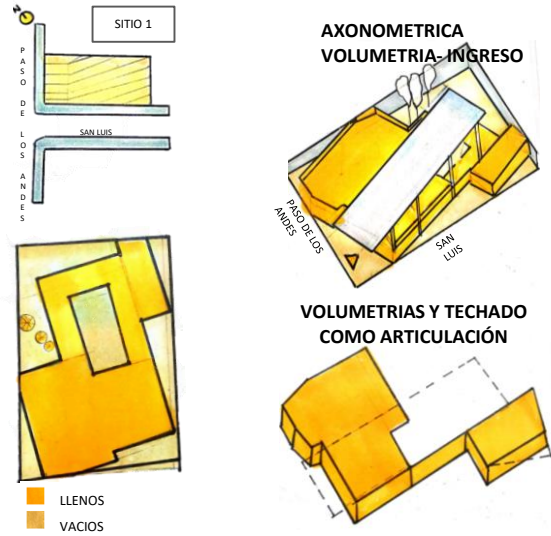 N
SITIO 1
PASO DE LOS ANDES
SAN LUIS
AXONOMETRICA
VOLUMETRIA- INGRESO
PASO DE LOS
ANDES
SAN
LUIS
VOLUMETRIAS Y TECHADO
COMO ARTICULACIÓN
LLENOS
VACIOS